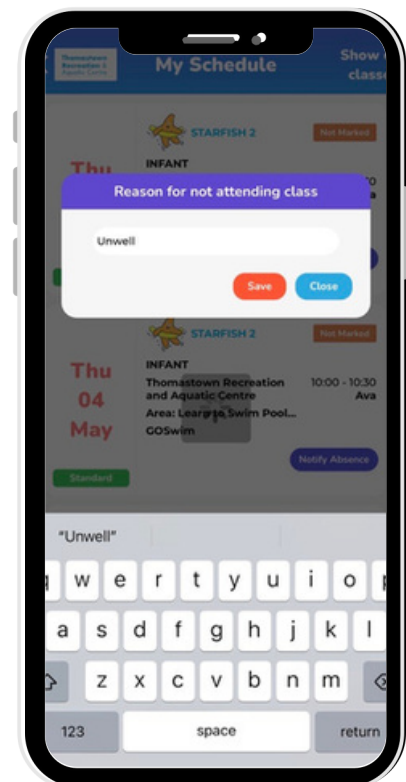 Thomastown
Recreation &
Aquatic Centre
My Schedule
Show
classe
STARFISH 2
Not Marked
Thu
INFANT
Reason for not attending class
Unwell
Save
Close
STARFISH 2
Not Marked
Thu
04
May
INFANT
Thomastown Recreation
and Aquatic Centre
10:00 - 10:30
Ava
Area: Learn to Swim Pool...
GOSwim
Notify Absence
Standard
"Unwell"
q w e r t y u i o p
a s d f g h j k l
z x c v b n m
123
space
return